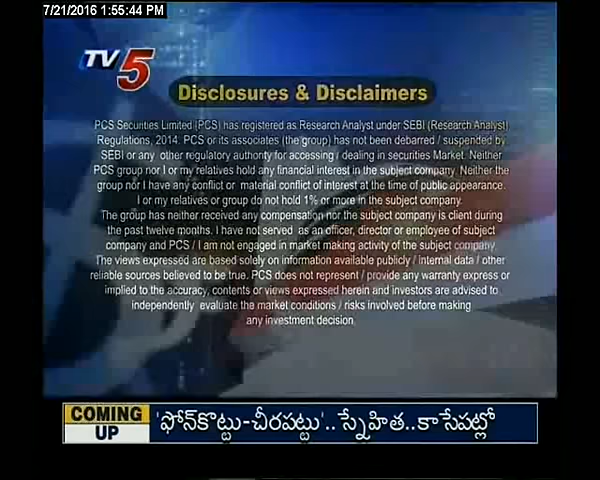 7/21/2016 1:55:44 PM
TV5
Disclosures & Disclaimers
PCS Securities Limited (PCS) has registered as Research Analyst under SEBI (Research Analyst)
Regulations, 2014. PCS or its associates (the group) has not been debarred / suspended by
SEBI or any other regulatory authorty for accessing / dealing in securities Market. Neither
PCS group nor I or my relatives hold any financial interest in the subject company. Neither the
group nor I have any conflict or material conflict of interest at the time of public appearance.
I or my relatives or group do not hold 1% or more in the subject company.
The group has neither received any compensation nor the subject company is client during
the past twelve months. I have not served as an officer, director or employee of subject
company and PCS / I am not engaged in market making activity of the subject company.
The views expressed are based solely on information available publicly / internal data / other
reliable sources believed to be true. PCS does not represent / provide any warranty express or
implied to the accuracy, contents or views expressed herein and investors are advised to
independently evaluate the market conditions / risks involved before making
any investment decision.
COMING
UP
'ఫోన్‌కొట్టు-చీరపట్టు'..స్నేహిత..కాసేపట్లో